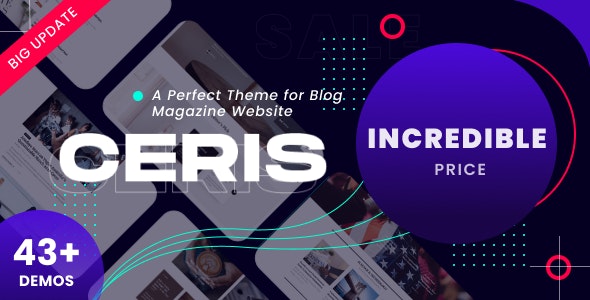 BIG UPDATE
SALE
A Perfect Theme for Blog
Magazine Website
CERIS
INCREDIBLE
PRICE
43+
DEMOS